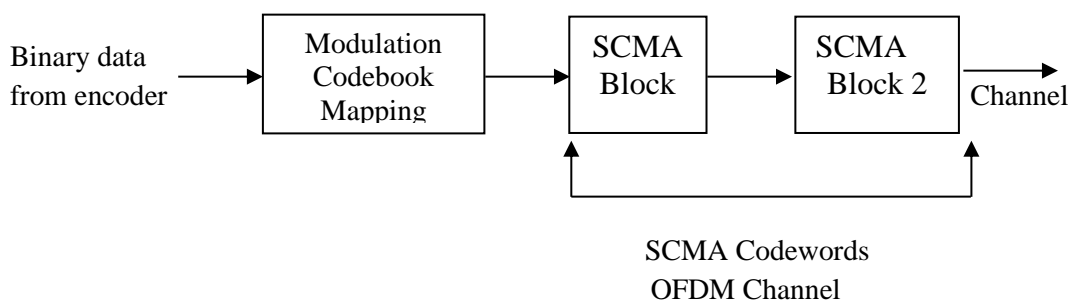 Binary data
from encoder
Modulation
Codebook
Mapping
SCMA
Block
SCMA
Block 2
Channel
SCMA Codewords
OFDM Channel